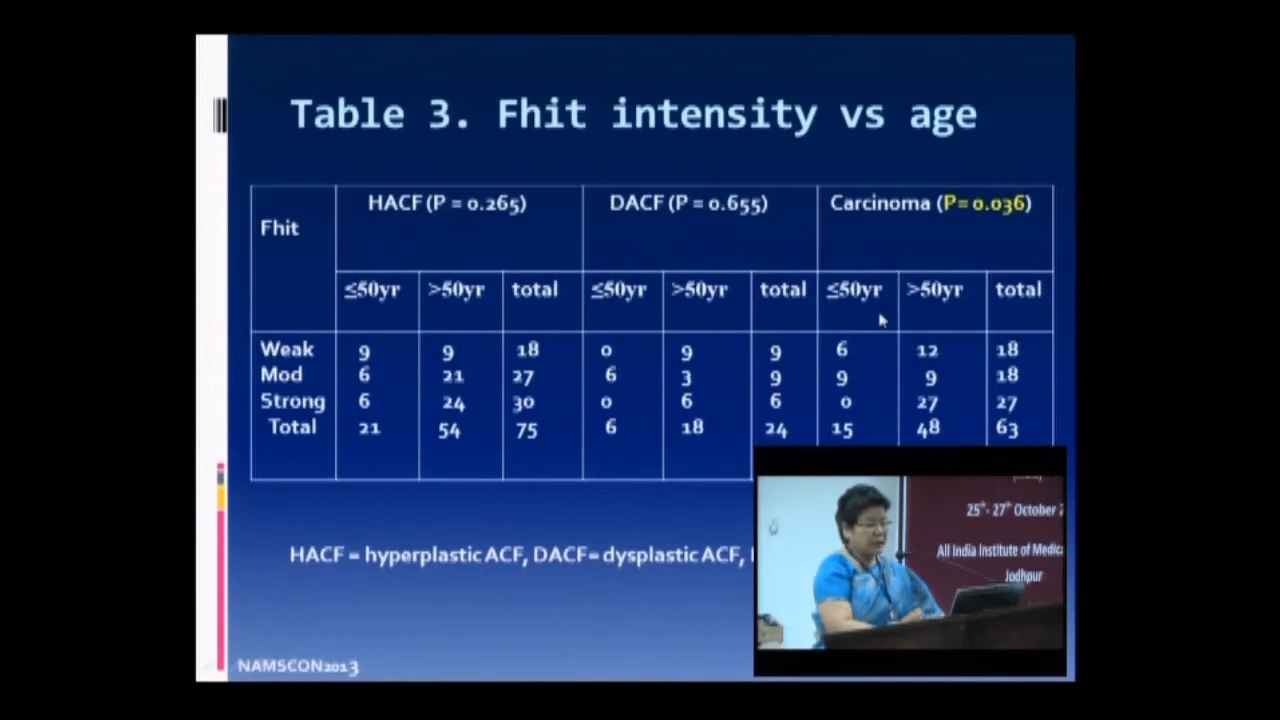 Table 3. Fhit intensity vs age
Fhit HACF (P = 0.265) DACF (P = 0.655) Carcinoma (P= 0.036)
≤50yr >50yr total ≤50yr >50yr total ≤50yr >50yr total
Weak 9 9 18 0 9 9 6 12 18
Mod 6 21 27 6 3 9 9 9 18
Strong 6 24 30 0 6 6 0 27 27
Total 21 54 75 6 18 24 15 48 63
HACF = hyperplastic ACF, DACF= dysplastic ACF,
(India)
25th- 27th October 2
All India Institute of Medica
Jodhpur
NAMSCON2013